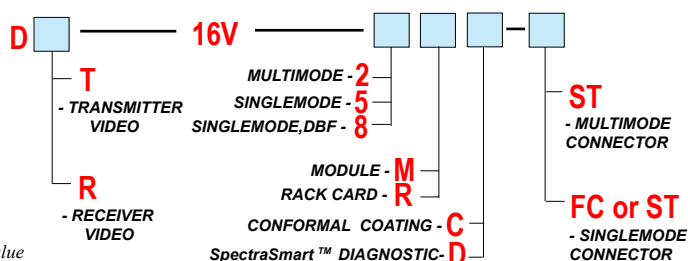 D 16V
T
- TRANSMITTER
VIDEO
R
- RECEIVER
VIDEO
MULTIMODE - 2
SINGLEMODE - 5
SINGLEMODE,DBF - 8
MODULE - M
RACK CARD - R
CONFORMAL COATING - C
SpectraSmart ™ DIAGNOSTIC- D
ST
- MULTIMODE
CONNECTOR
FC or ST
- SINGLEMODE
CONNECTOR